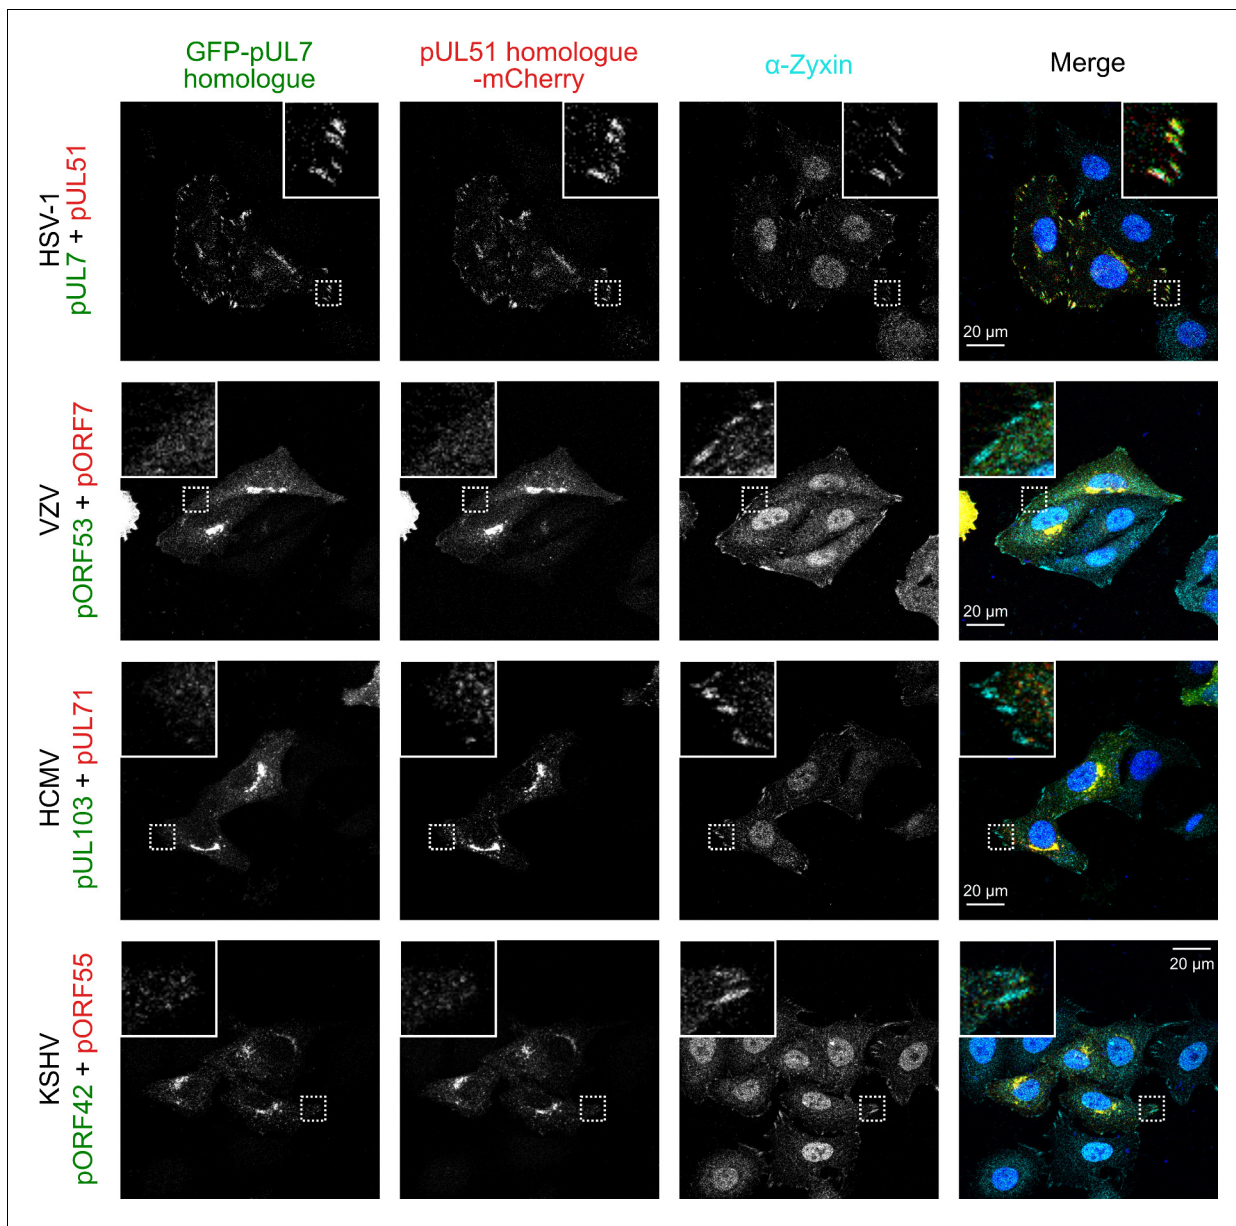 GFP-pUL7
homologue
pUL51 homologue
-mCherry
α-Zyxin
Merge
HSV-1
pUL7 + pUL51
20 µm
VZV
pORF53 + pORF7
20 µm
HCMV
pUL103 + pUL71
20 µm
KSHV
pORF42 + pORF55
20 µm